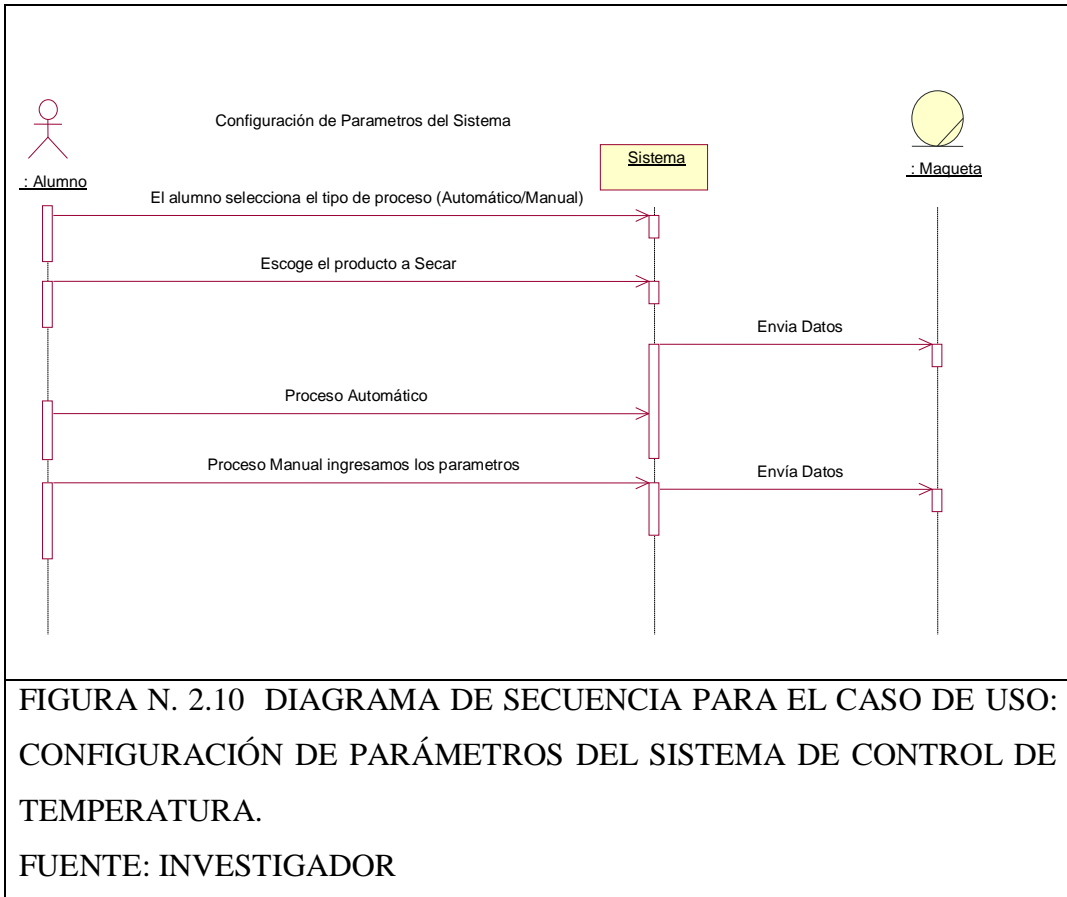 Configuración de Parametros del Sistema
: Alumno
Sistema
: Maqueta
El alumno selecciona el tipo de proceso (Automático/Manual)
Escoge el producto a Secar
Envia Datos
Proceso Automático
Proceso Manual ingresamos los parametros
Envía Datos
FIGURA N. 2.10 DIAGRAMA DE SECUENCIA PARA EL CASO DE USO:
CONFIGURACIÓN DE PARÁMETROS DEL SISTEMA DE CONTROL DE
TEMPERATURA.
FUENTE: INVESTIGADOR